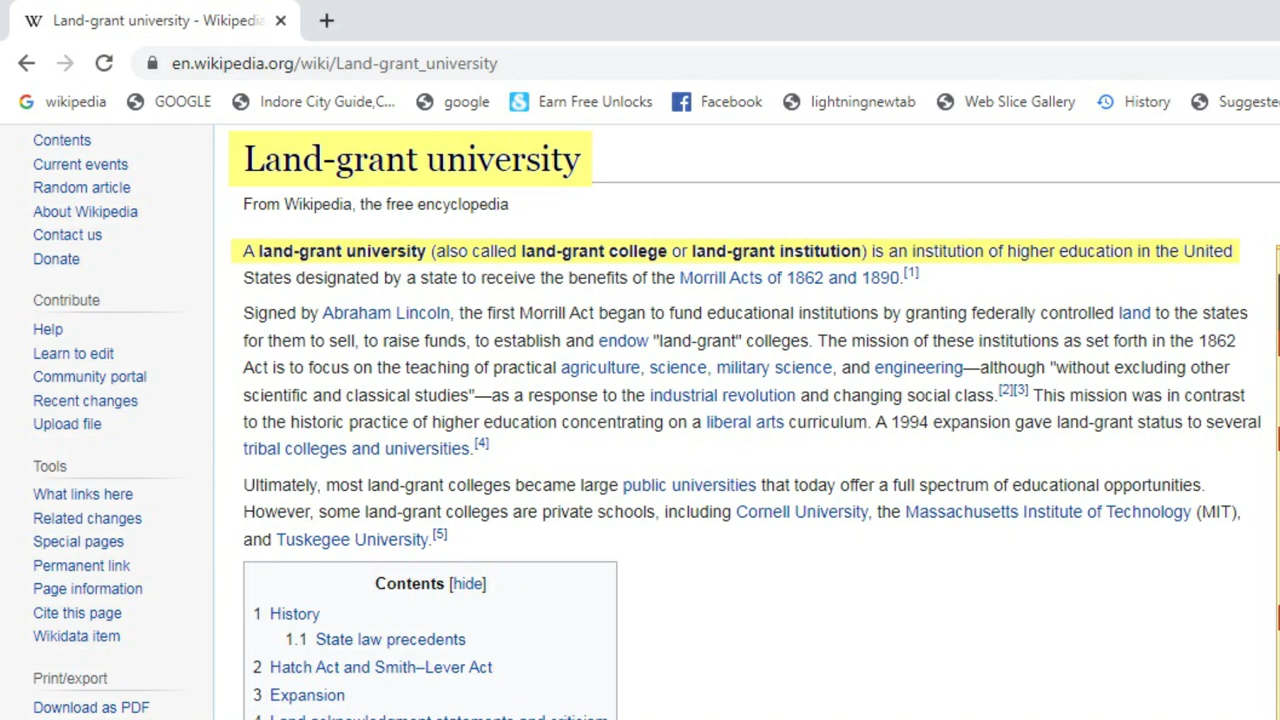 Land-grant university - Wikipedia
en.wikipedia.org/wiki/Land-grant_university
wikipedia GOOGLE Indore City Guide,C... google Earn Free Unlocks Facebook lightningnewtab Web Slice Gallery History Suggeste
Contents
Current events
Random article
About Wikipedia
Contact us
Donate
Contribute
Help
Learn to edit
Community portal
Recent changes
Upload file
Tools
What links here
Related changes
Special pages
Permanent link
Page information
Cite this page
Wikidata item
Print/export
Download as PDF
Land-grant university
From Wikipedia, the free encyclopedia
A land-grant university (also called land-grant college or land-grant institution) is an institution of higher education in the United
States designated by a state to receive the benefits of the Morrill Acts of 1862 and 1890.[1]
Signed by Abraham Lincoln, the first Morrill Act began to fund educational institutions by granting federally controlled land to the states
for them to sell, to raise funds, to establish and endow "land-grant" colleges. The mission of these institutions as set forth in the 1862
Act is to focus on the teaching of practical agriculture, science, military science, and engineering—although "without excluding other
scientific and classical studies"—as a response to the industrial revolution and changing social class.[2][3] This mission was in contrast
to the historic practice of higher education concentrating on a liberal arts curriculum. A 1994 expansion gave land-grant status to several
tribal colleges and universities.[4]
Ultimately, most land-grant colleges became large public universities that today offer a full spectrum of educational opportunities.
However, some land-grant colleges are private schools, including Cornell University, the Massachusetts Institute of Technology (MIT),
and Tuskegee University.[5]
Contents [hide]
1 History
1.1 State law precedents
2 Hatch Act and Smith–Lever Act
3 Expansion
4 Land acknowledgment statements and criticism